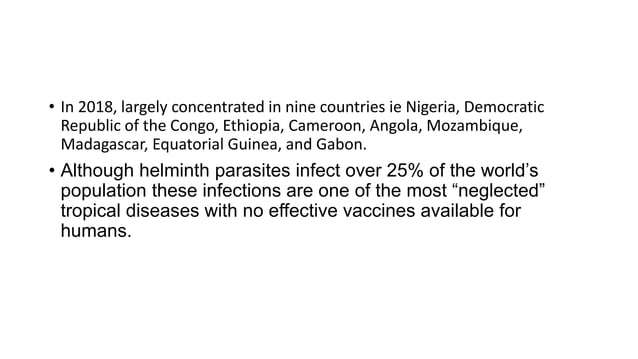 • In 2018, largely concentrated in nine countries ie Nigeria, Democratic
Republic of the Congo, Ethiopia, Cameroon, Angola, Mozambique,
Madagascar, Equatorial Guinea, and Gabon.
• Although helminth parasites infect over 25% of the world’s
population these infections are one of the most “neglected”
tropical diseases with no effective vaccines available for
humans.